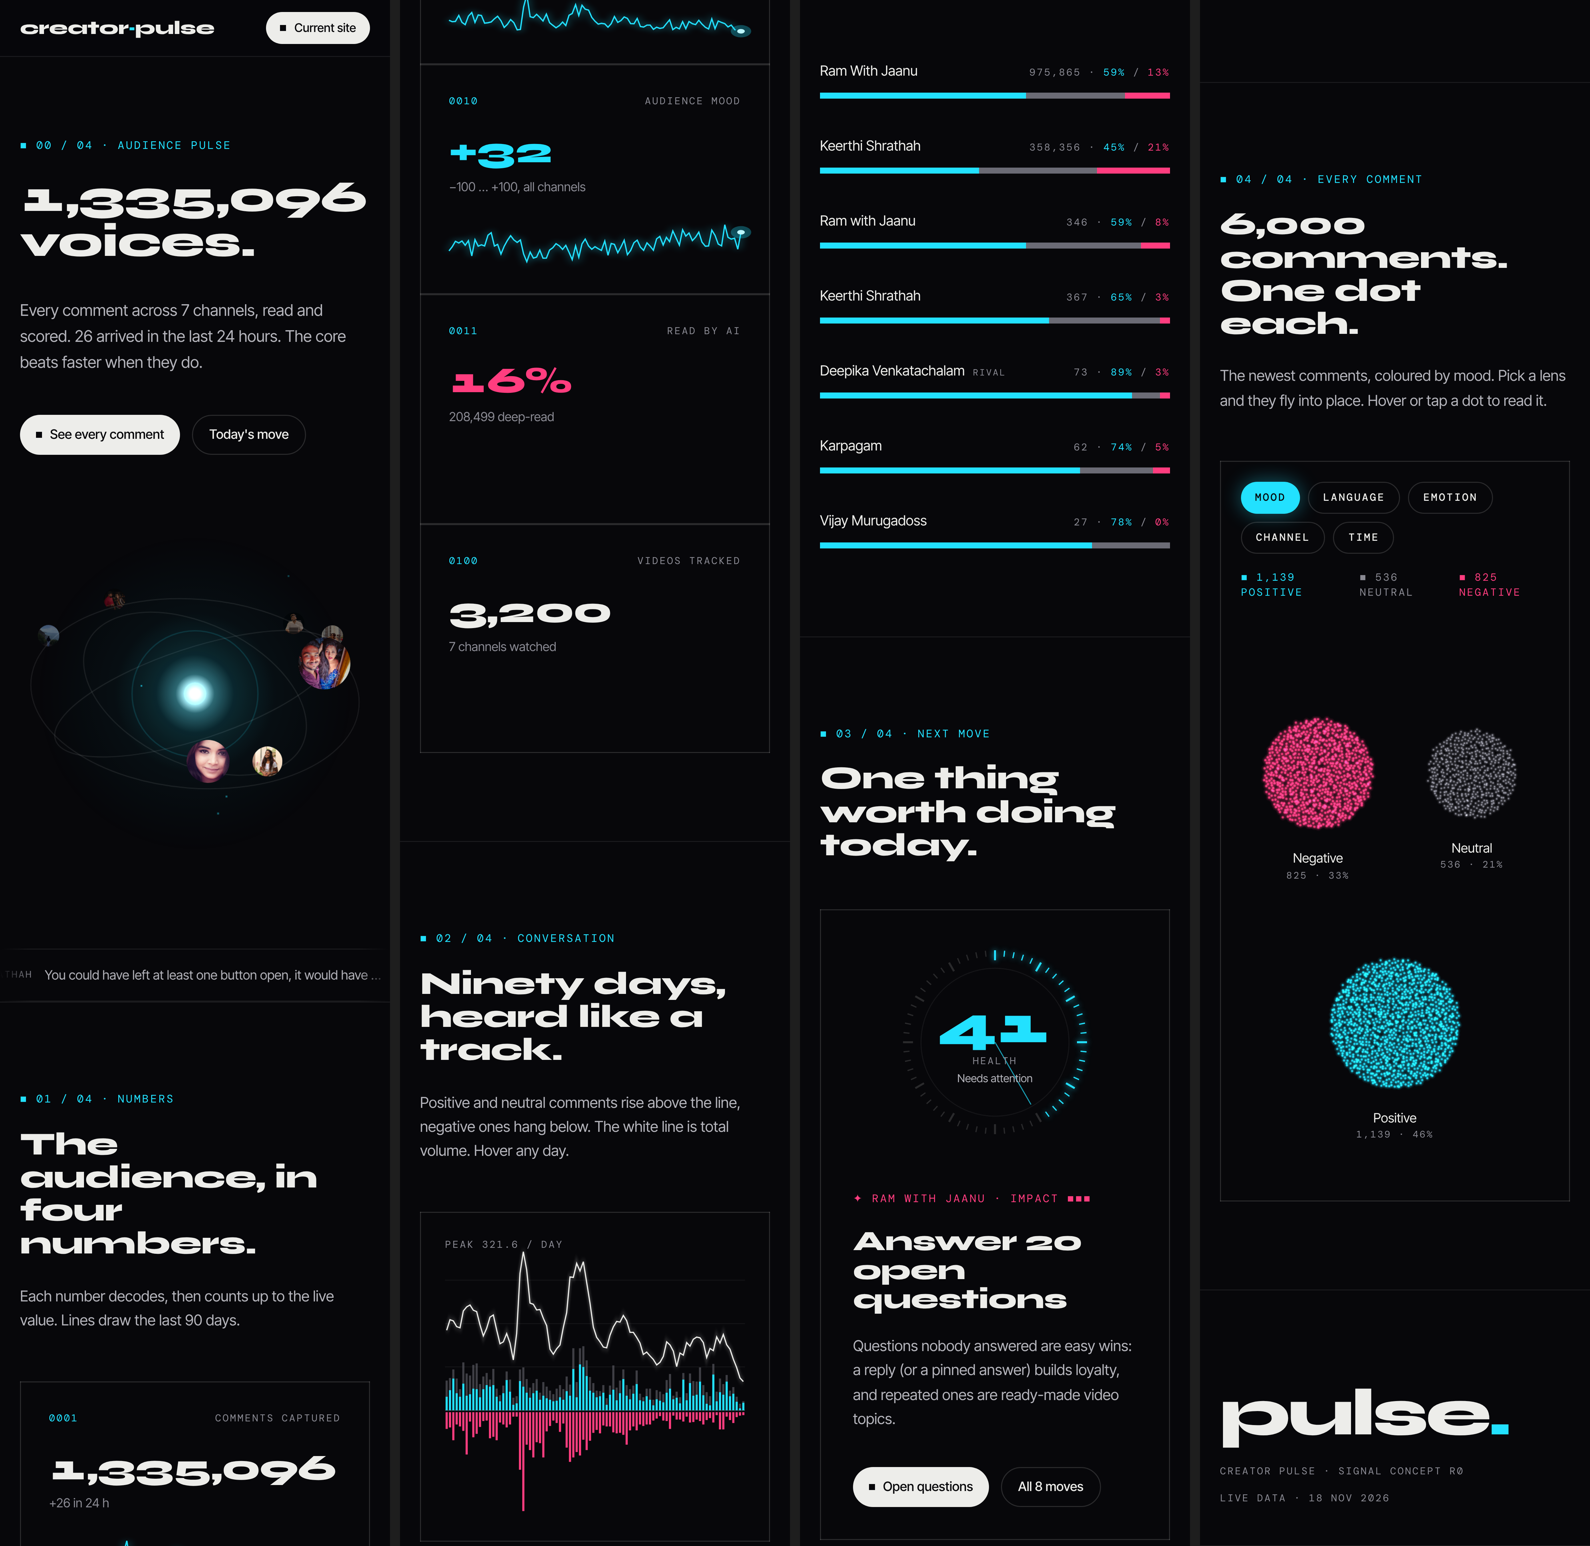 creator-pulse
Current site
00 / 04 · AUDIENCE PULSE
1,335,096
voices.
Every comment across 7 channels, read and
scored. 26 arrived in the last 24 hours. The core
beats faster when they do.
See every comment
Today's move
THAH You could have left at least one button open, it would have ...
01 / 04 · NUMBERS
The
audience, in
four
numbers.
Each number decodes, then counts up to the live
value. Lines draw the last 90 days.
0001
COMMENTS CAPTURED
1,335,096
+26 in 24 h
0010
AUDIENCE MOOD
+32
−100 ... +100, all channels
0011
READ BY AI
16%
208,499 deep-read
0100
VIDEOS TRACKED
3,200
7 channels watched
02 / 04 · CONVERSATION
Ninety days,
heard like a
track.
Positive and neutral comments rise above the line,
negative ones hang below. The white line is total
volume. Hover any day.
PEAK 321.6 / DAY
Ram With Jaanu
975,865 · 59% / 13%
Keerthi Shrathah
358,356 · 45% / 21%
Ram with Jaanu
346 · 59% / 8%
Keerthi Shrathah
367 · 65% / 3%
Deepika Venkatachalam RIVAL
73 · 89% / 3%
Karpagam
62 · 74% / 5%
Vijay Murugadoss
27 · 78% / 0%
03 / 04 · NEXT MOVE
One thing
worth doing
today.
41
HEALTH
Needs attention
RAM WITH JAANU · IMPACT
Answer 20
open
questions
Questions nobody answered are easy wins:
a reply (or a pinned answer) builds loyalty,
and repeated ones are ready-made video
topics.
Open questions
All 8 moves
04 / 04 · EVERY COMMENT
6,000
comments.
One dot
each.
The newest comments, coloured by mood. Pick a lens
and they fly into place. Hover or tap a dot to read it.
MOOD
LANGUAGE
EMOTION
CHANNEL
TIME
1,139
POSITIVE
536
NEUTRAL
825
NEGATIVE
Negative
825 · 33%
Neutral
536 · 21%
Positive
1,139 · 46%
pulse.
CREATOR PULSE · SIGNAL CONCEPT R0
LIVE DATA · 18 NOV 2026